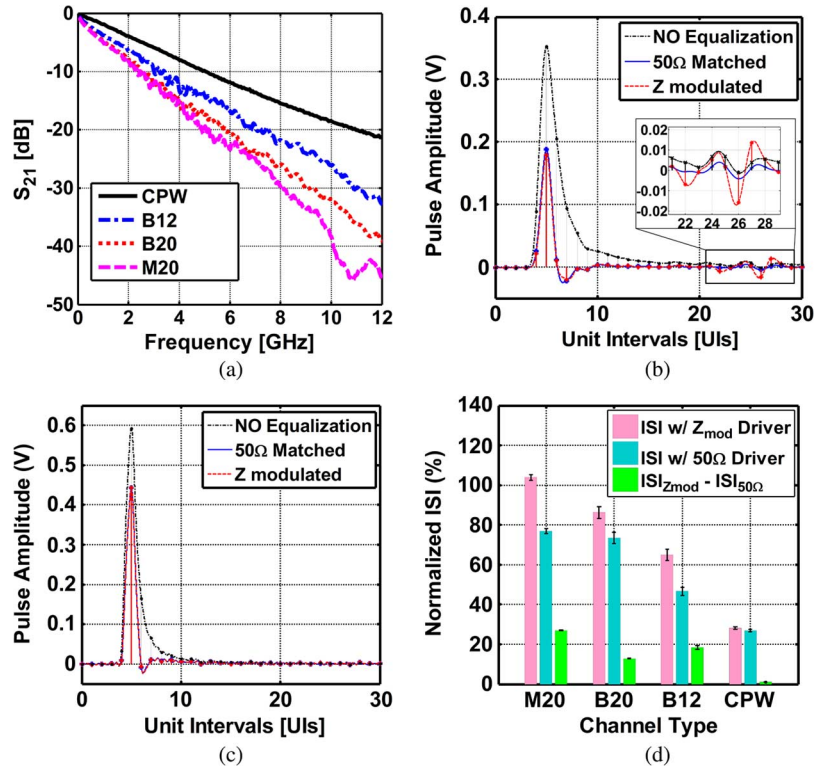 0
-10
-20
-30
-40
-50
S21 [dB]
CPW
B12
B20
M20
0 2 4 6 8 10 12
Frequency [GHz]
(a)
0.4
0.3
0.2
0.1
0
Pulse Amplitude (V)
NO Equalization
50Ω Matched
Z modulated
0.02
0.01
0
-0.01
-0.02
22 24 26 28
0 10 20 30
Unit Intervals [UIs]
(b)
0.6
0.5
0.4
0.3
0.2
0.1
0
Pulse Amplitude (V)
NO Equalization
50Ω Matched
Z modulated
0 10 20 30
Unit Intervals [UIs]
(c)
140
120
100
80
60
40
20
0
Normalized ISI (%)
ISI w/ Zmod Driver
ISI w/ 50Ω Driver
ISIZmod - ISI50Ω
M20 B20 B12 CPW
Channel Type
(d)